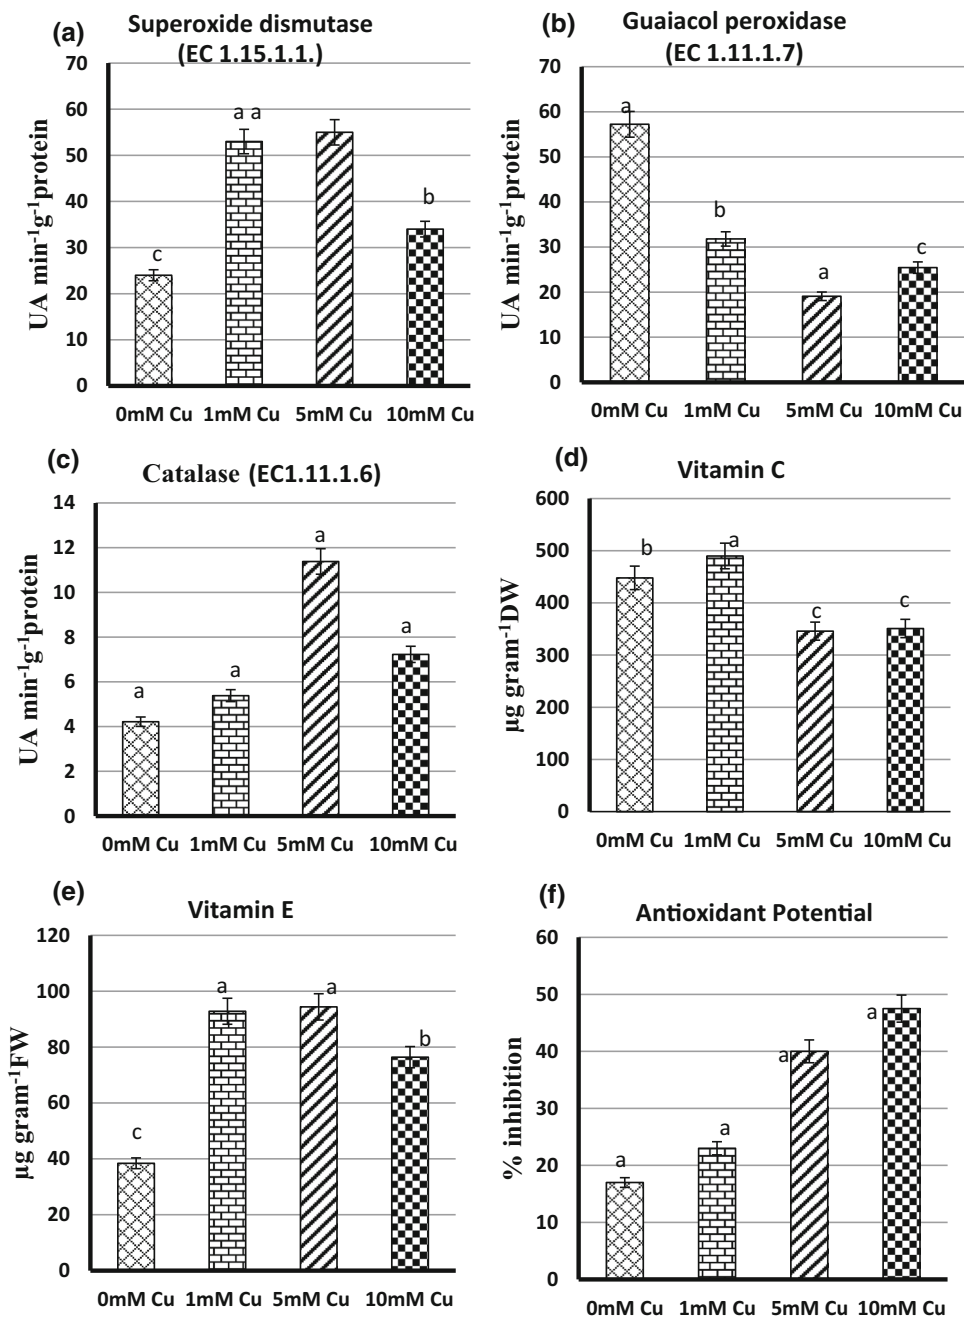 (a)
Superoxide dismutase
(EC 1.15.1.1.)
70
60
50
40
30
20
10
0
UA min⁻¹g⁻¹protein
c
a a
b
0mM Cu 1mM Cu 5mM Cu 10mM Cu
(b)
Guaiacol peroxidase
(EC 1.11.1.7)
70
60
50
40
30
20
10
0
UA min⁻¹g⁻¹protein
a
b
a
c
0mM Cu 1mM Cu 5mM Cu 10mM Cu
(c)
Catalase (EC1.11.1.6)
14
12
10
8
6
4
2
0
UA min⁻¹g⁻¹protein
a
a
a
a
0mM Cu 1mM Cu 5mM Cu 10mM Cu
(d)
Vitamin C
600
500
400
300
200
100
0
µg gram⁻¹DW
b
a
c
c
0mM Cu 1mM Cu 5mM Cu 10mM Cu
(e)
Vitamin E
120
100
80
60
40
20
0
µg gram⁻¹FW
c
a
a
b
0mM Cu 1mM Cu 5mM Cu 10mM Cu
(f)
Antioxidant Potential
60
50
40
30
20
10
0
% inhibition
a
a
a
a
0mM Cu 1mM Cu 5mM Cu 10mM Cu